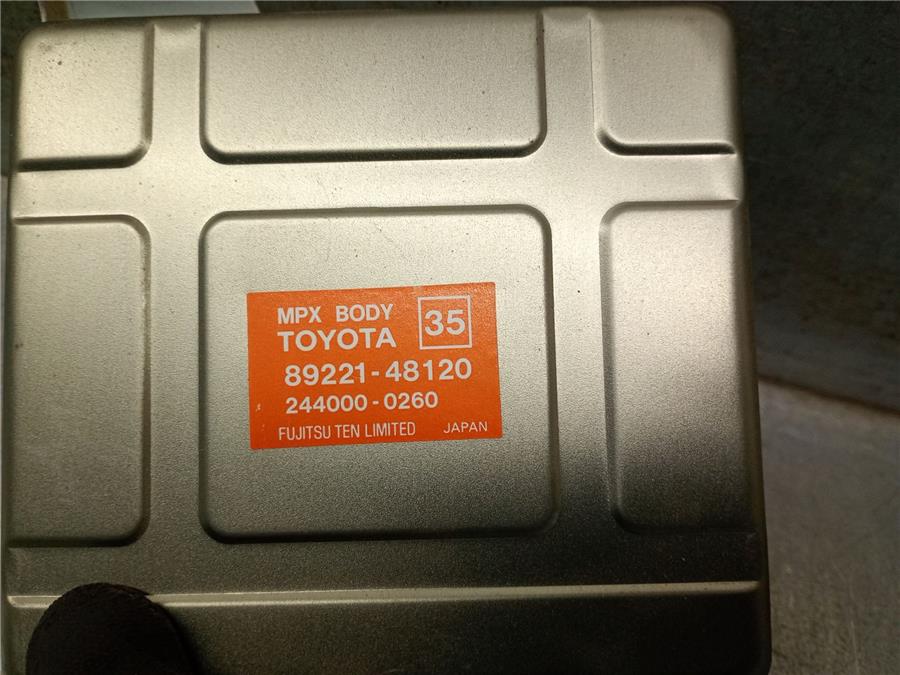 MPX BODY
TOYOTA 35
89221-48120
244000-0260
FUJITSU TEN LIMITED JAPAN